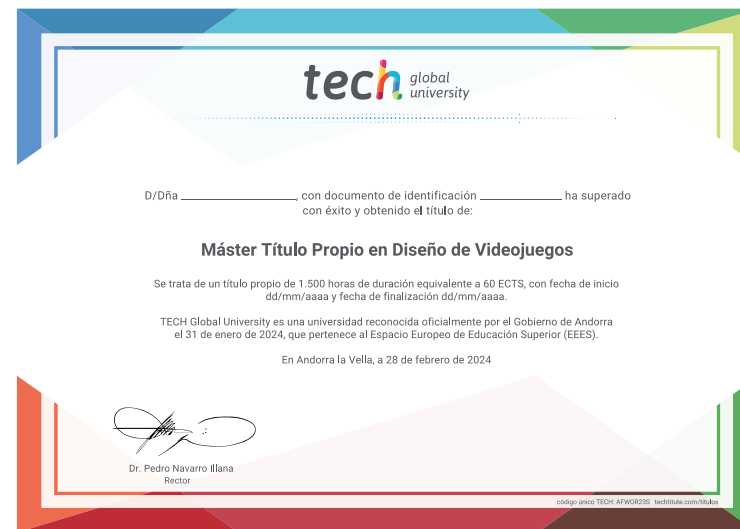 tech global university
D/Dña ______________, con documento de identificación __________ ha superado
con éxito y obtenido el título de:
Máster Título Propio en Diseño de Videojuegos
Se trata de un título propio de 1.500 horas de duración equivalente a 60 ECTS, con fecha de inicio
dd/mm/aaaa y fecha de finalización dd/mm/aaaa.
TECH Global University es una universidad reconocida oficialmente por el Gobierno de Andorra
el 31 de enero de 2024, que pertenece al Espacio Europeo de Educación Superior (EEES).
En Andorra la Vella, a 28 de febrero de 2024
Dr. Pedro Navarro Illana
Rector
código único TECH: AFWOR23S techtitute.com/titulos